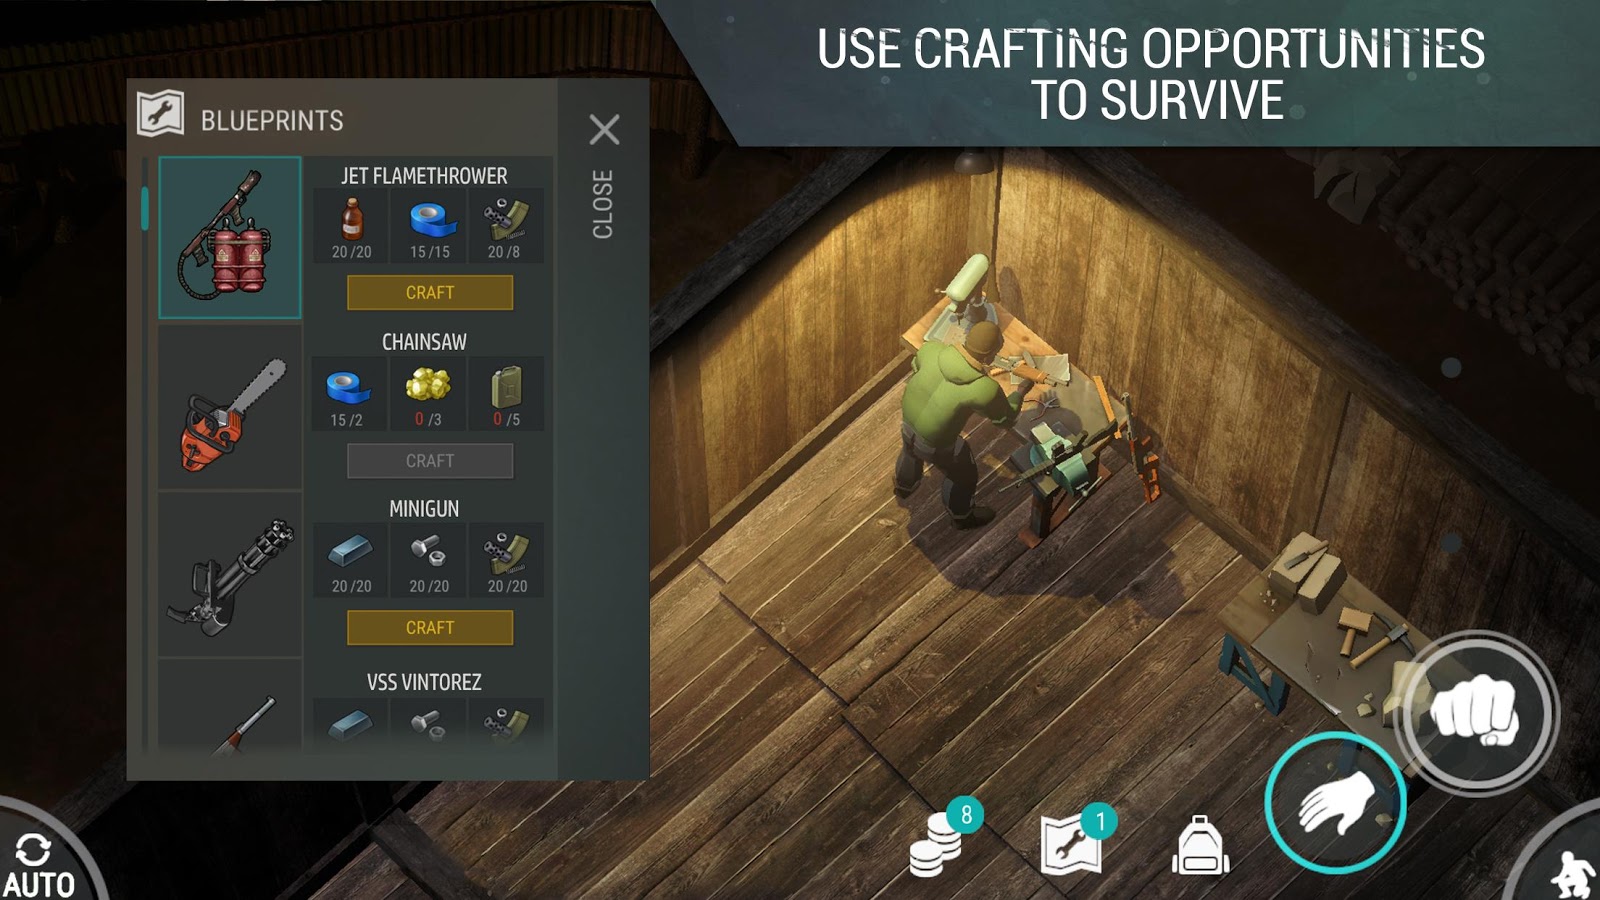 USE CRAFTING OPPORTUNITIES
TO SURVIVE
BLUEPRINTS
CLOSE
JET FLAMETHROWER
20/20 15/15 20/8
CRAFT
CHAINSAW
15/2 0/3 0/5
CRAFT
MINIGUN
20/20 20/20 20/20
CRAFT
VSS VINTOREZ
8
1
AUTO